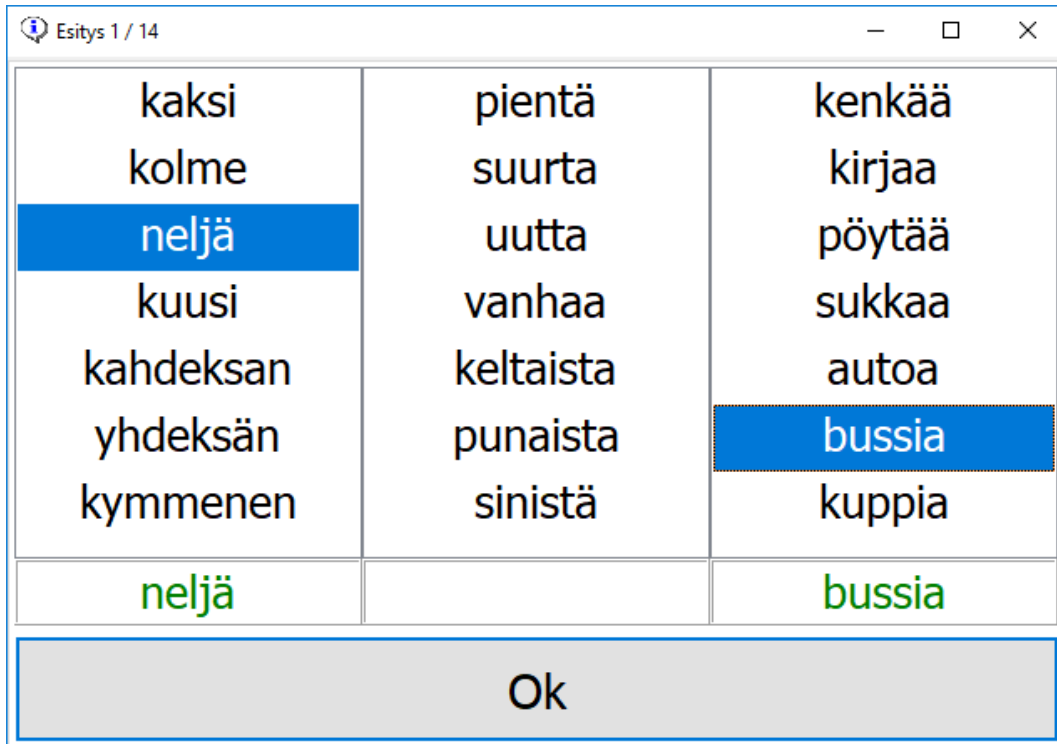 Esitys 1 / 14
kaksi pientä kenkää
kolme suurta kirjaa
neljä uutta pöytää
kuusi vanhaa sukkaa
kahdeksan keltaista autoa
yhdeksän punaista bussia
kymmenen sinistä kuppia
neljä bussia
Ok